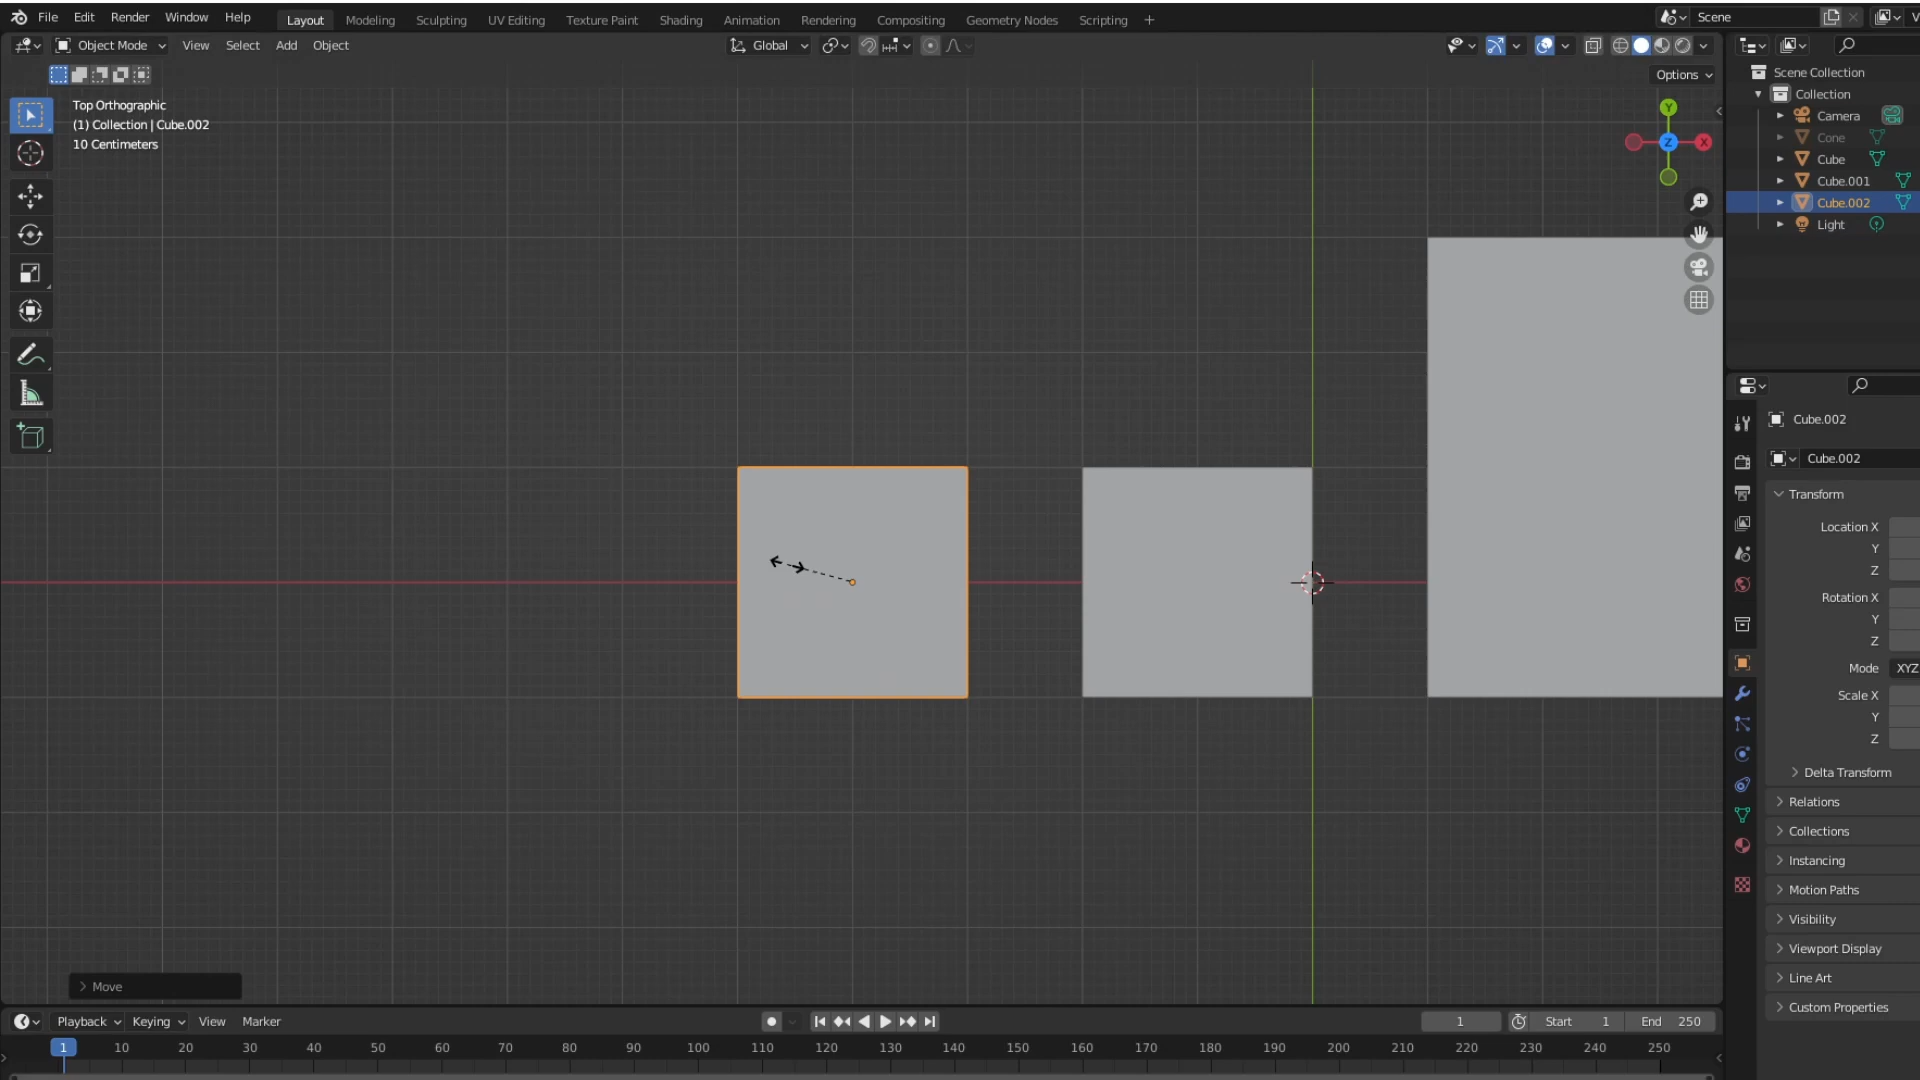 File Edit Render Window Help Layout Modeling Sculpting UV Editing Texture Paint Shading Animation Rendering Compositing Geometry Nodes Scripting + Scene
Object Mode View Select Add Object Global
Options
Top Orthographic
(1) Collection | Cube.002
10 Centimeters
Y
Z X
Move
Scene Collection
Collection
Camera
Cone
Cube
Cube.001
Cube.002
Light
Cube.002
Cube.002
Transform
Location X
Y
Z
Rotation X
Y
Z
Mode XYZ
Scale X
Y
Z
Delta Transform
Relations
Collections
Instancing
Motion Paths
Visibility
Viewport Display
Line Art
Custom Properties
Playback Keying View Marker 1 Start 1 End 250
1 10 20 30 40 50 60 70 80 90 100 110 120 130 140 150 160 170 180 190 200 210 220 230 240 250